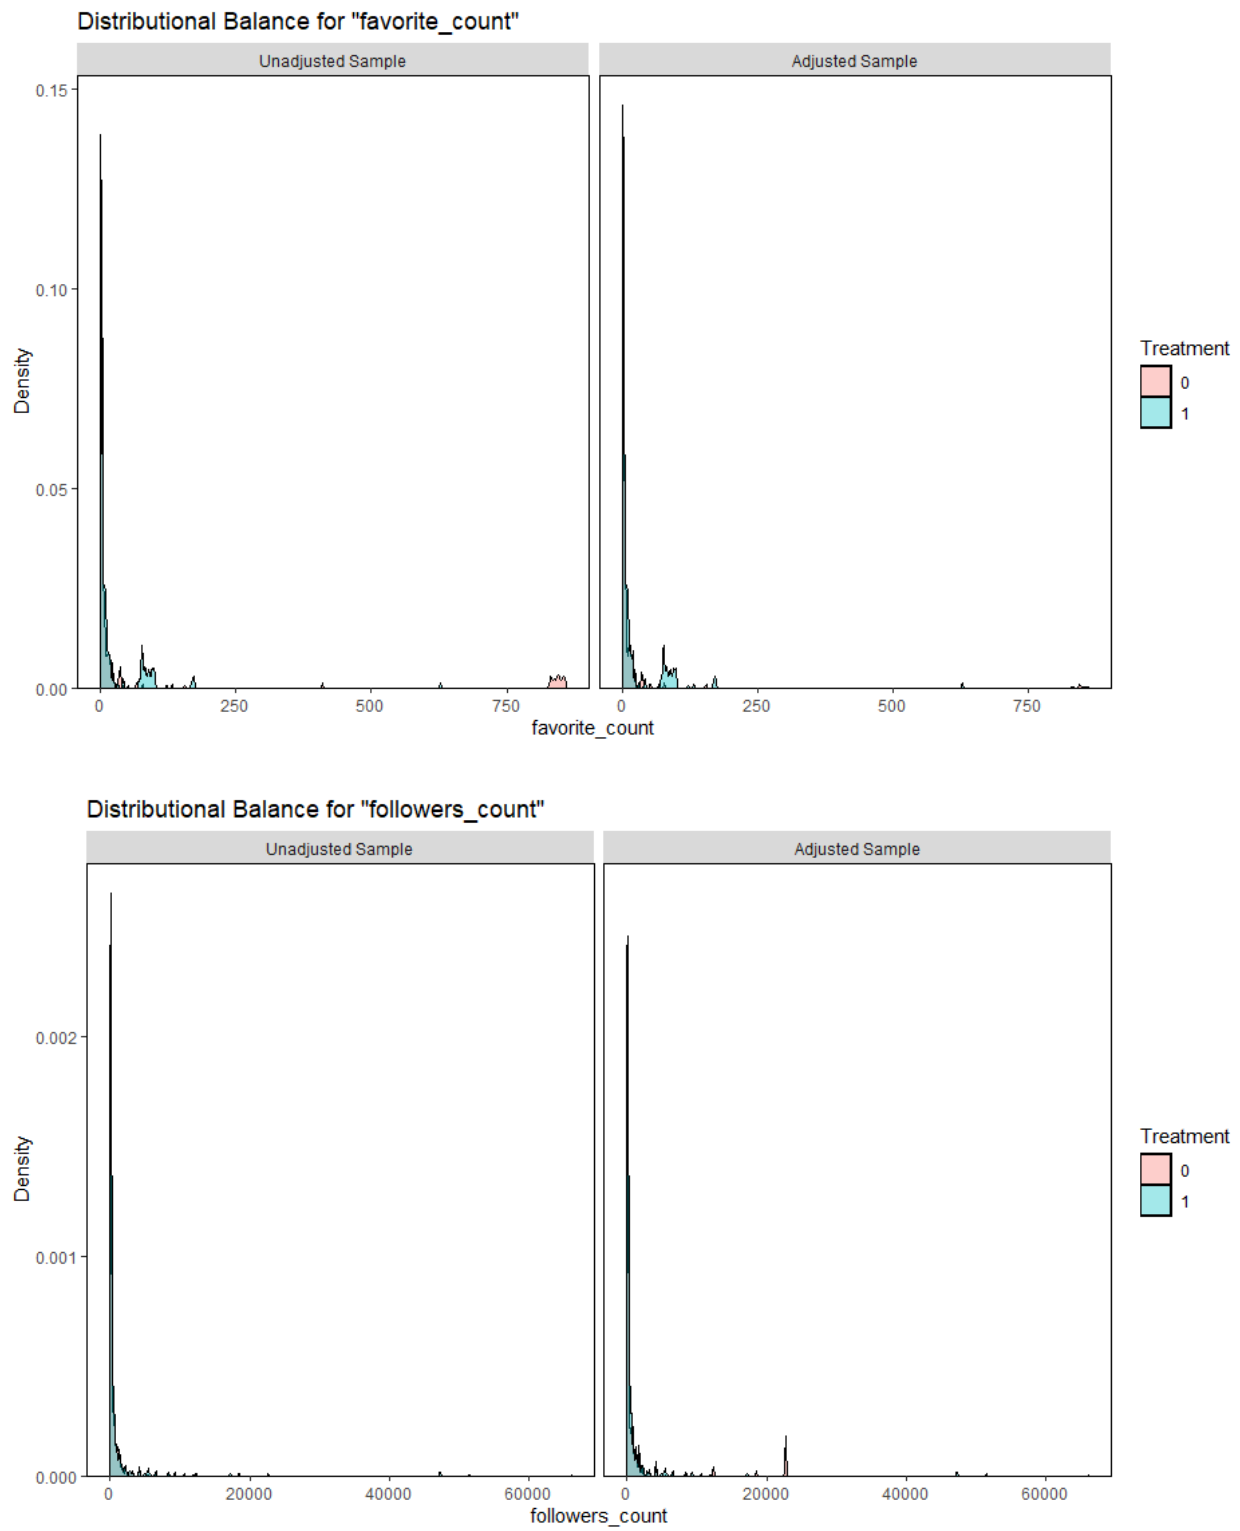 Distributional Balance for "favorite_count"
Unadjusted Sample
Adjusted Sample
0.15
0.10
0.05
0.00
Density
0 250 500 750
0 250 500 750
favorite_count
Treatment
0
1
Distributional Balance for "followers_count"
Unadjusted Sample
Adjusted Sample
0.002
0.001
0.000
Density
0 20000 40000 60000
0 20000 40000 60000
followers_count
Treatment
0
1